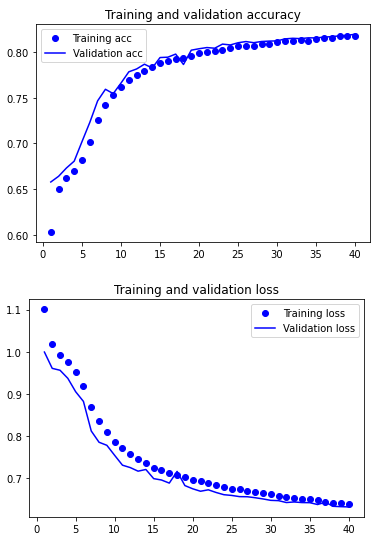 Training and validation accuracy
Training acc
Validation acc
0.80
0.75
0.70
0.65
0.60
0 5 10 15 20 25 30 35 40
Training and validation loss
Training loss
Validation loss
1.1
1.0
0.9
0.8
0.7
0 5 10 15 20 25 30 35 40